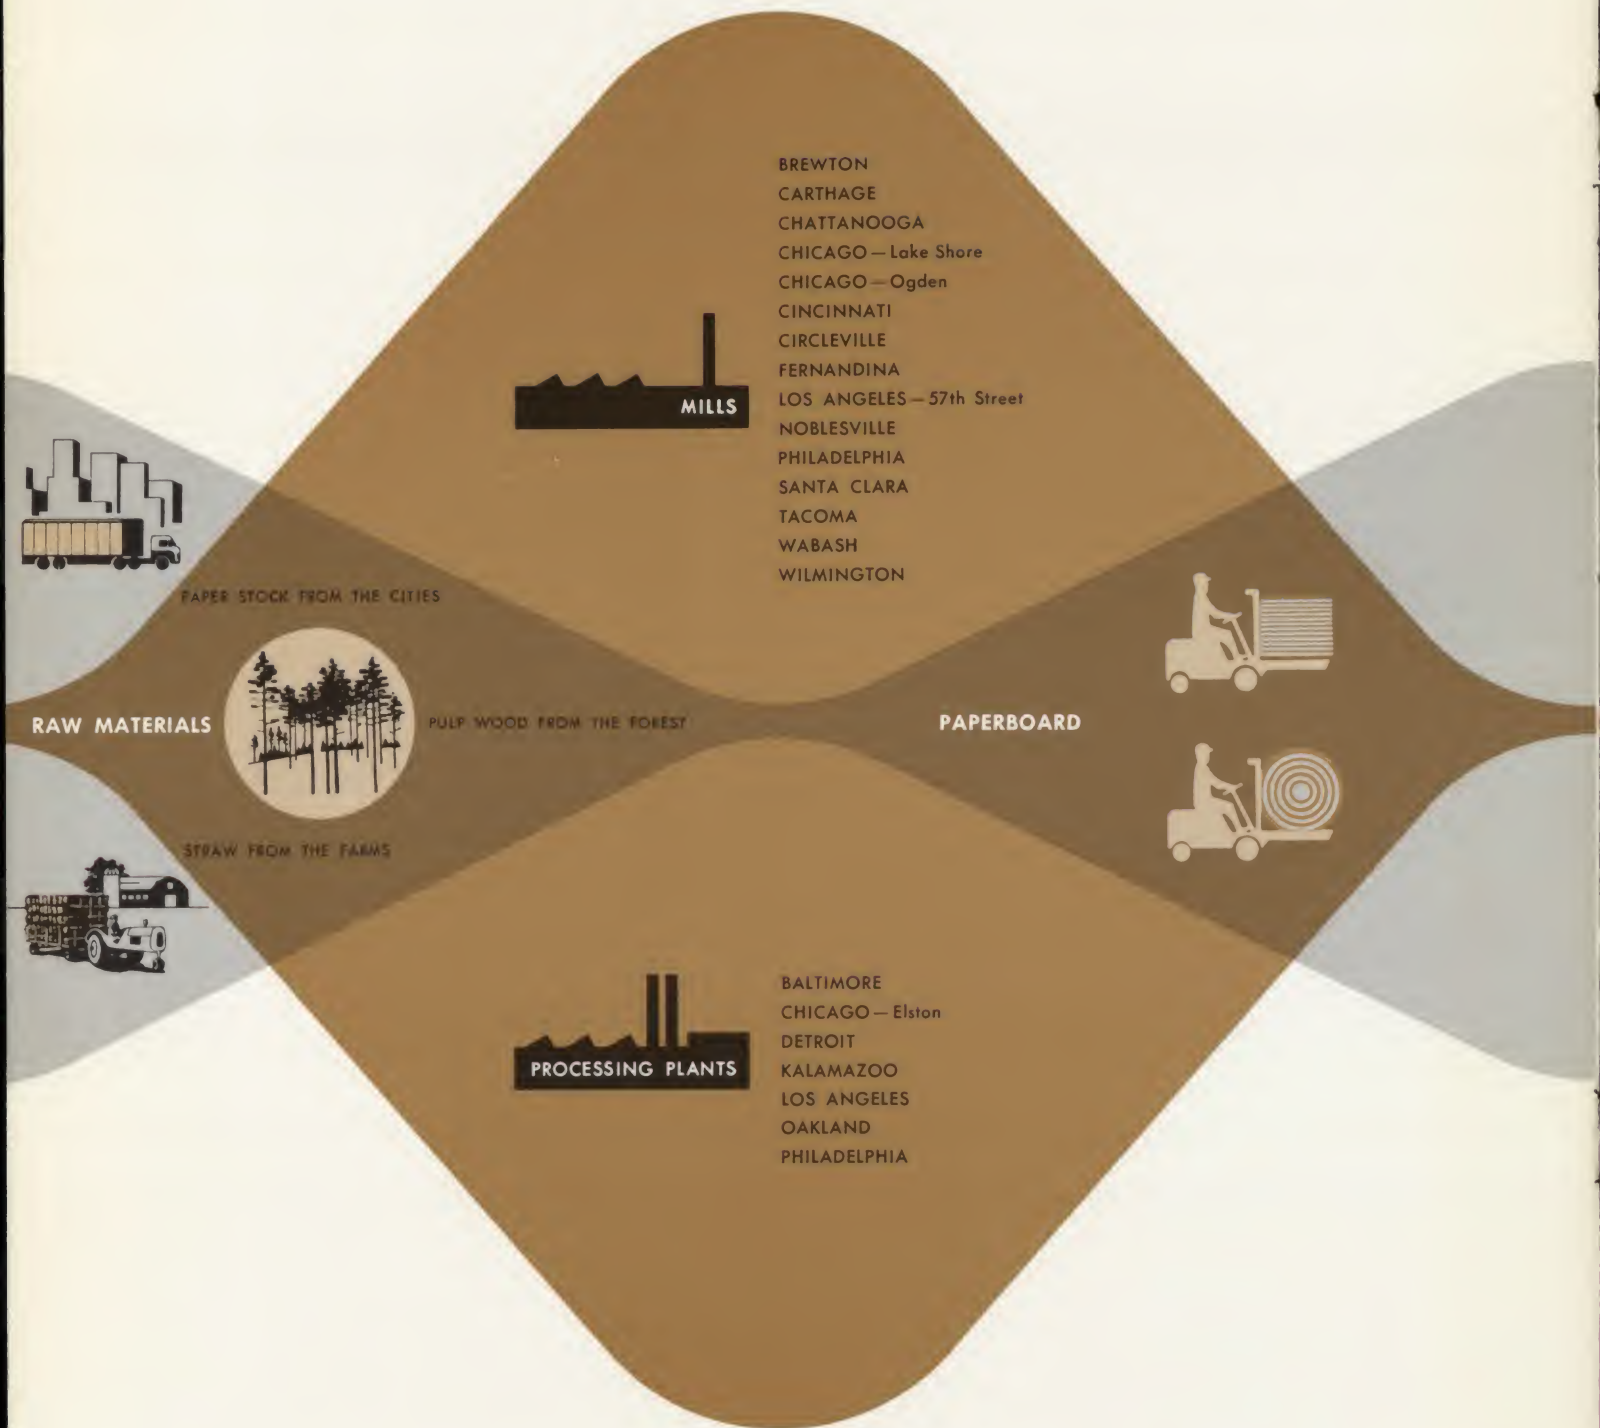 BREWTON
CARTHAGE
CHATTANOOGA
CHICAGO — Lake Shore
CHICAGO — Ogden
CINCINNATI
CIRCLEVILLE
FERNANDINA
LOS ANGELES — 57th Street
NOBLESVILLE
PHILADELPHIA
SANTA CLARA
TACOMA
WABASH
WILMINGTON
MILLS
PAPER STOCK FROM THE CITIES
RAW MATERIALS
PULP WOOD FROM THE FOREST
PAPERBOARD
STRAW FROM THE FARMS
PROCESSING PLANTS
BALTIMORE
CHICAGO — Elston
DETROIT
KALAMAZOO
LOS ANGELES
OAKLAND
PHILADELPHIA